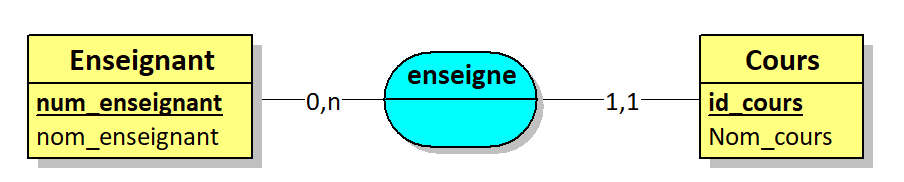 Enseignant
num_enseignant
nom_enseignant
0,n
enseigne
1,1
Cours
id_cours
Nom_cours